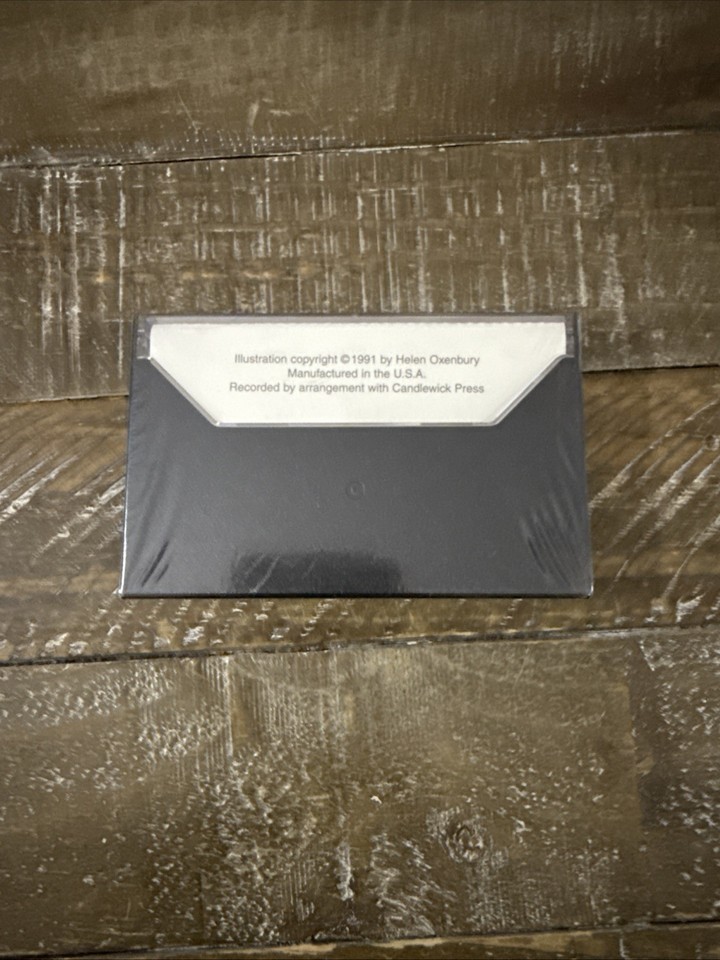 Illustration copyright ©1991 by Helen Oxenbury
Manufactured in the U.S.A.
Recorded by arrangement with Candlewick Press